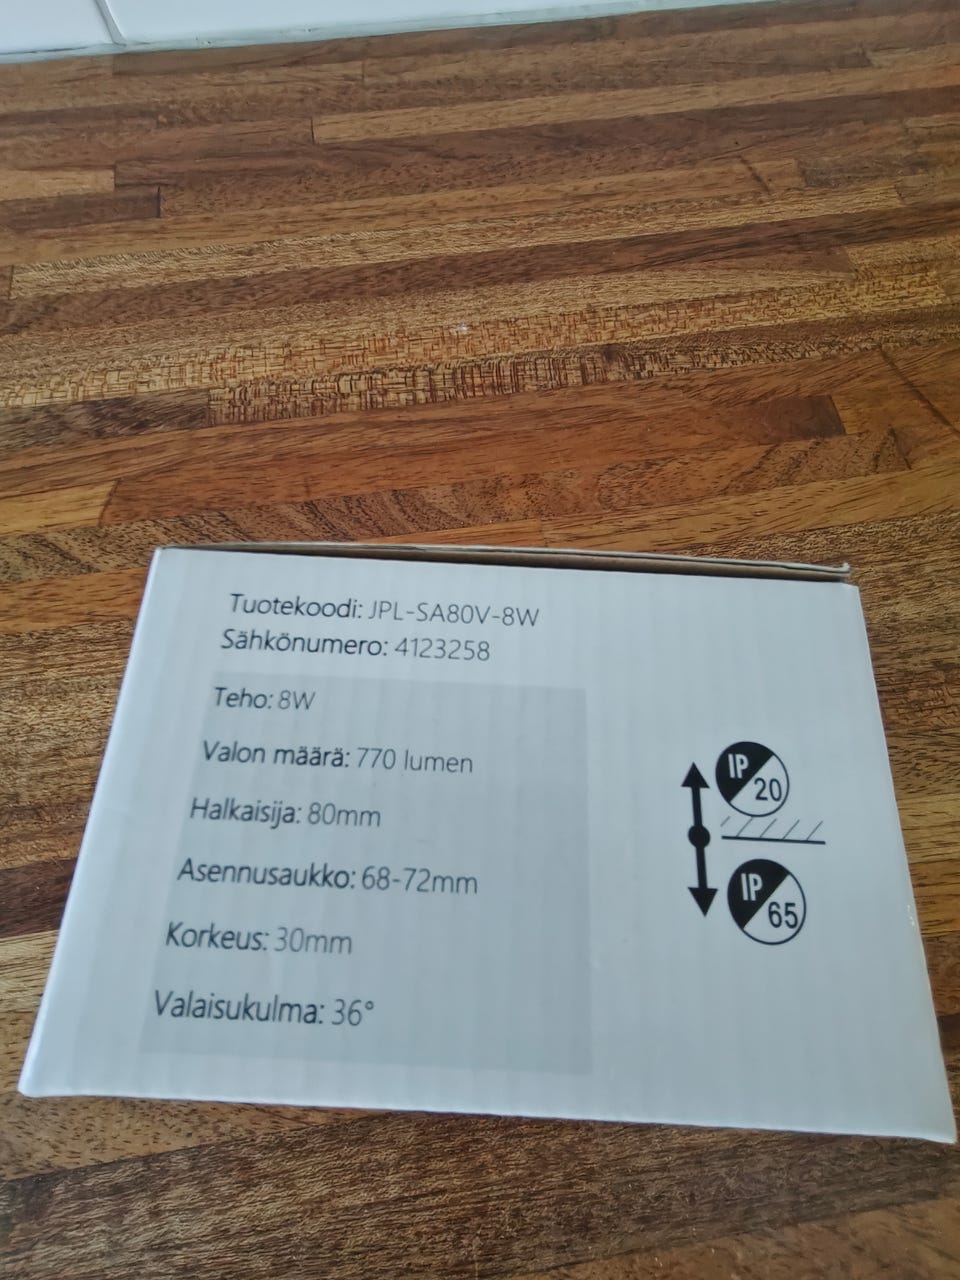 Tuotekoodi: JPL-SA80V-8W
Sähkönumero: 4123258
Teho: 8W
Valon määrä: 770 lumen
Halkaisija: 80mm
Asennusaukko: 68-72mm
Korkeus: 30mm
Valaisukulma: 36°
IP 20
IP 65